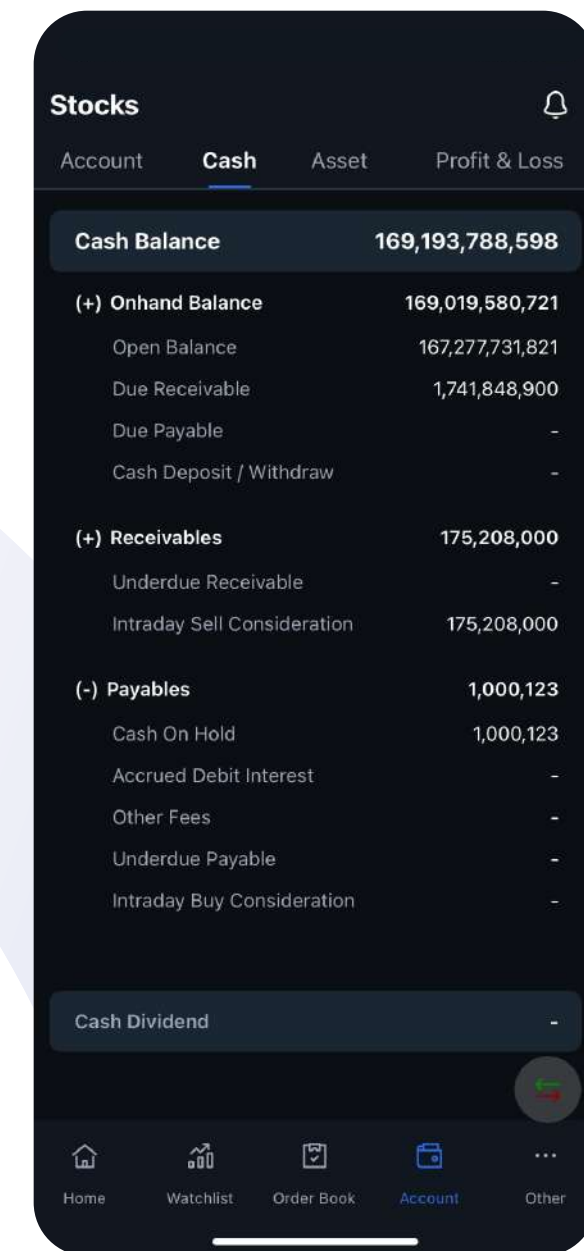 Stocks
Account Cash Asset Profit & Loss
Cash Balance 169,193,788,598
(+) Onhand Balance 169,019,580,721
Open Balance 167,277,731,821
Due Receivable 1,741,848,900
Due Payable -
Cash Deposit / Withdraw -
(+) Receivables 175,208,000
Underdue Receivable -
Intraday Sell Consideration 175,208,000
(-) Payables 1,000,123
Cash On Hold 1,000,123
Accrued Debit Interest -
Other Fees -
Underdue Payable -
Intraday Buy Consideration -
Cash Dividend -
Home Watchlist Order Book Account Other